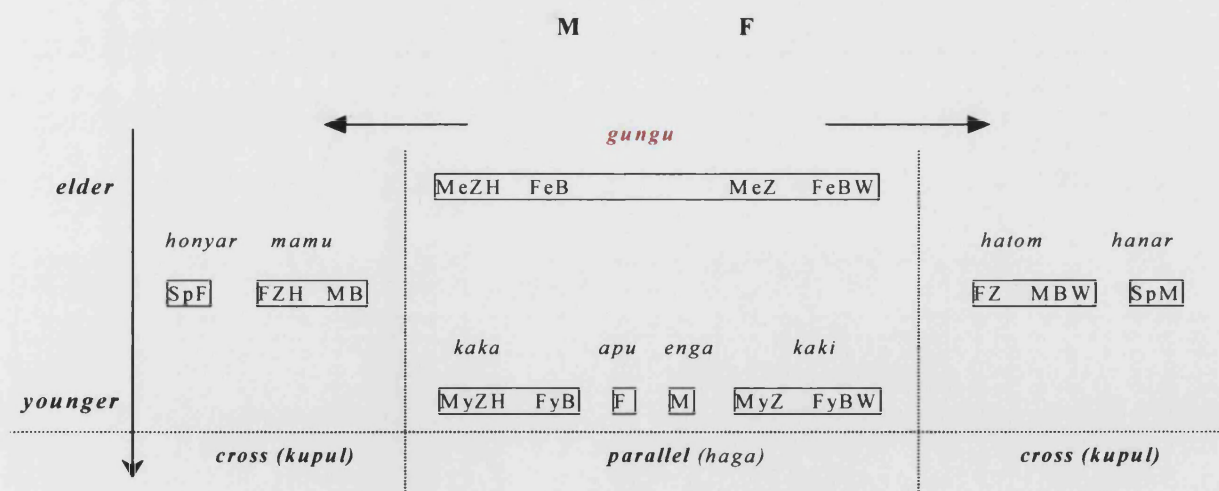 M F
gungu
elder MeZH FeB MeZ FeBW
honyar mamu hatom hanar
SpF FZH MB FZ MBW SpM
kaka apu enga kaki
younger MyZH FyB F M MyZ FyBW
cross (kupul) parallel (haga) cross (kupul)